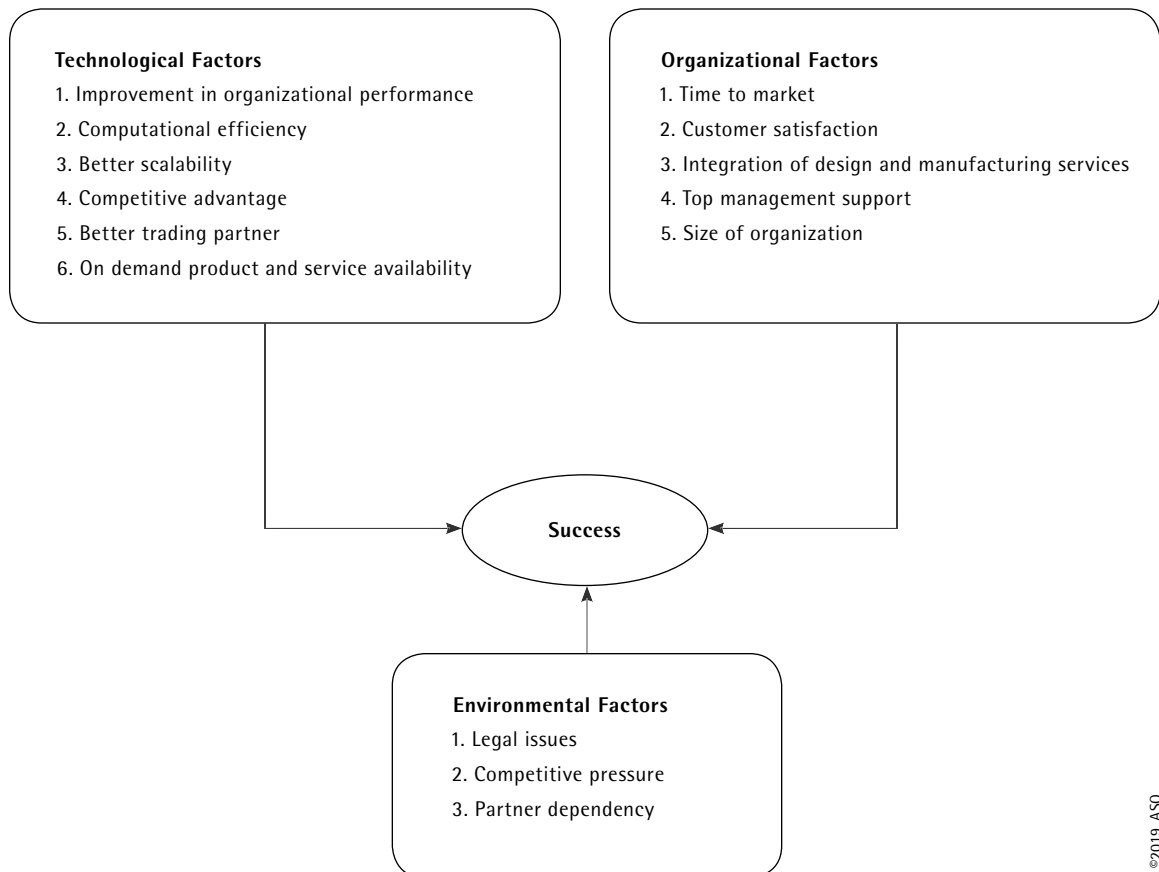 Technological Factors
1. Improvement in organizational performance
2. Computational efficiency
3. Better scalability
4. Competitive advantage
5. Better trading partner
6. On demand product and service availability
Organizational Factors
1. Time to market
2. Customer satisfaction
3. Integration of design and manufacturing services
4. Top management support
5. Size of organization
Success
Environmental Factors
1. Legal issues
2. Competitive pressure
3. Partner dependency
©2019, ASQ